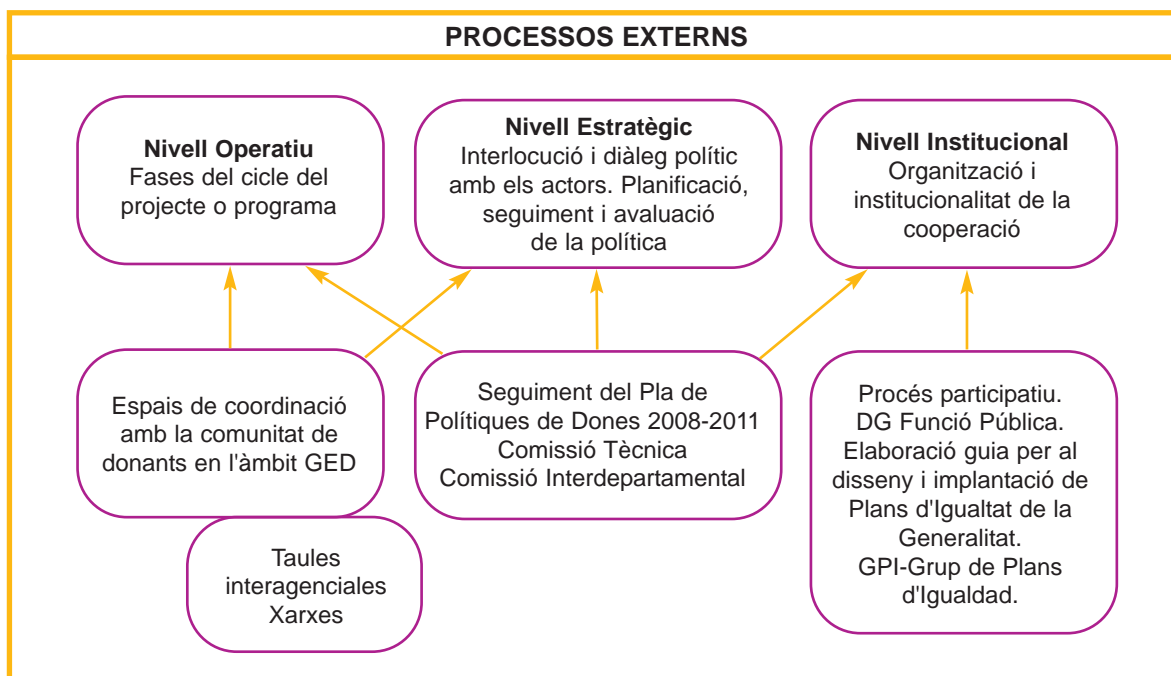 PROCESSOS EXTERNS
Nivell Operatiu
Fases del cicle del
projecte o programa
Nivell Estratègic
Interlocució i diàleg polític
amb els actors. Planificació,
seguiment i avaluació
de la política
Nivell Institucional
Organització i
institucionalitat de la
cooperació
Espais de coordinació
amb la comunitat de
donants en l'àmbit GED
Taules
interagenciales
Xarxes
Seguiment del Pla de
Polítiques de Dones 2008-2011
Comissió Tècnica
Comissió Interdepartamental
Procés participatiu.
DG Funció Pública.
Elaboració guia per al
disseny i implantació de
Plans d'Igualtat de la
Generalitat.
GPI-Grup de Plans
d'Igualdad.